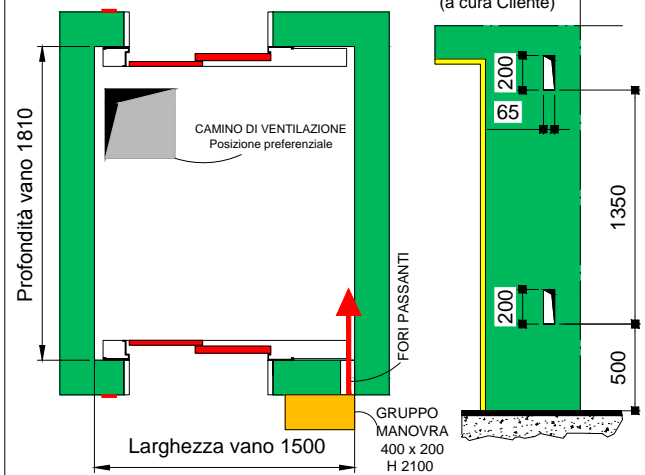 (a cura Cliente)
Profondità vano 1810
CAMINO DI VENTILAZIONE
Posizione preferenziale
FORI PASSANTI
Larghezza vano 1500
GRUPPO
MANOVRA
400 x 200
H 2100
200
65
1350
200
500